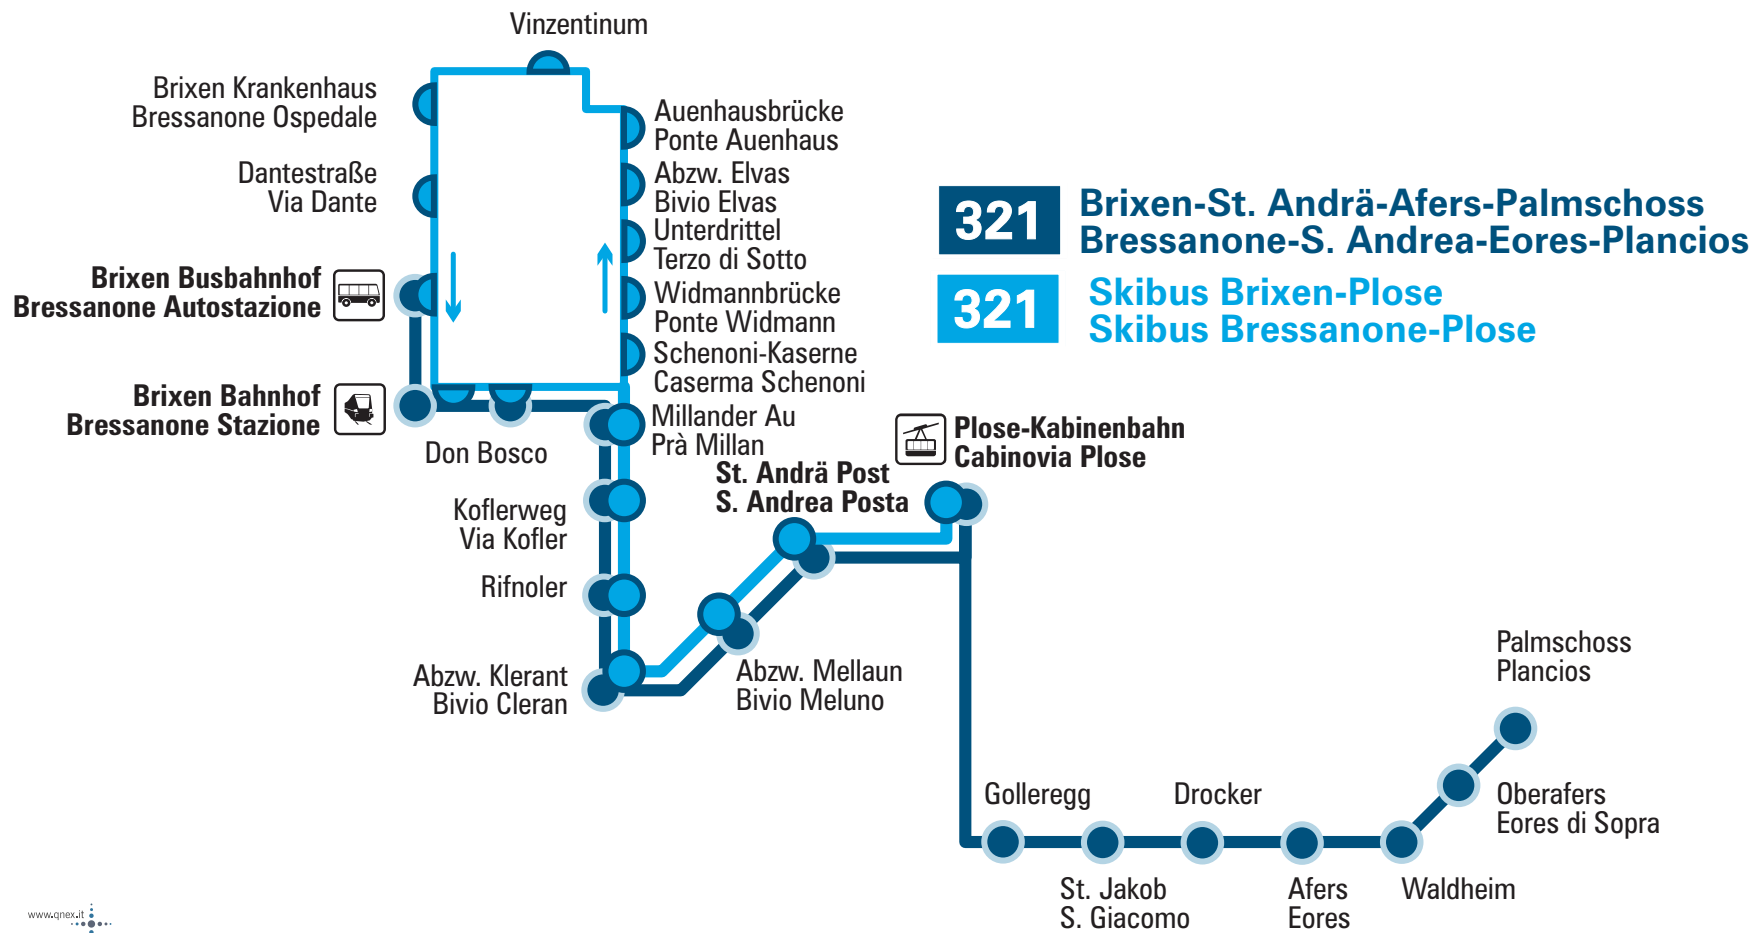 Vinzentinum
Brixen Krankenhaus
Bressanone Ospedale
Dantestraße
Via Dante
Brixen Busbahnhof
Bressanone Autostazione
Brixen Bahnhof
Bressanone Stazione
Auenhausbrücke
Ponte Auenhaus
Abzw. Elvas
Bivio Elvas
Unterdrittel
Terzo di Sotto
Widmannbrücke
Ponte Widmann
Schenoni-Kaserne
Caserma Schenoni
Millander Au
Prà Millan
321
Brixen-St. Andrä-Afers-Palmschoss
Bressanone-S. Andrea-Eores-Plancios
321
Skibus Brixen-Plose
Skibus Bressanone-Plose
Don Bosco
Koflerweg
Via Kofler
Rifnoler
Abzw. Klerant
Bivio Cleran
St. Andrä Post
S. Andrea Posta
Plose-Kabinenbahn
Cabinovia Plose
Abzw. Mellaun
Bivio Meluno
Palmschoss
Plancios
Golleregg
Drocker
Oberafers
Eores di Sopra
St. Jakob
S. Giacomo
Afers
Eores
Waldheim
www.qnex.it